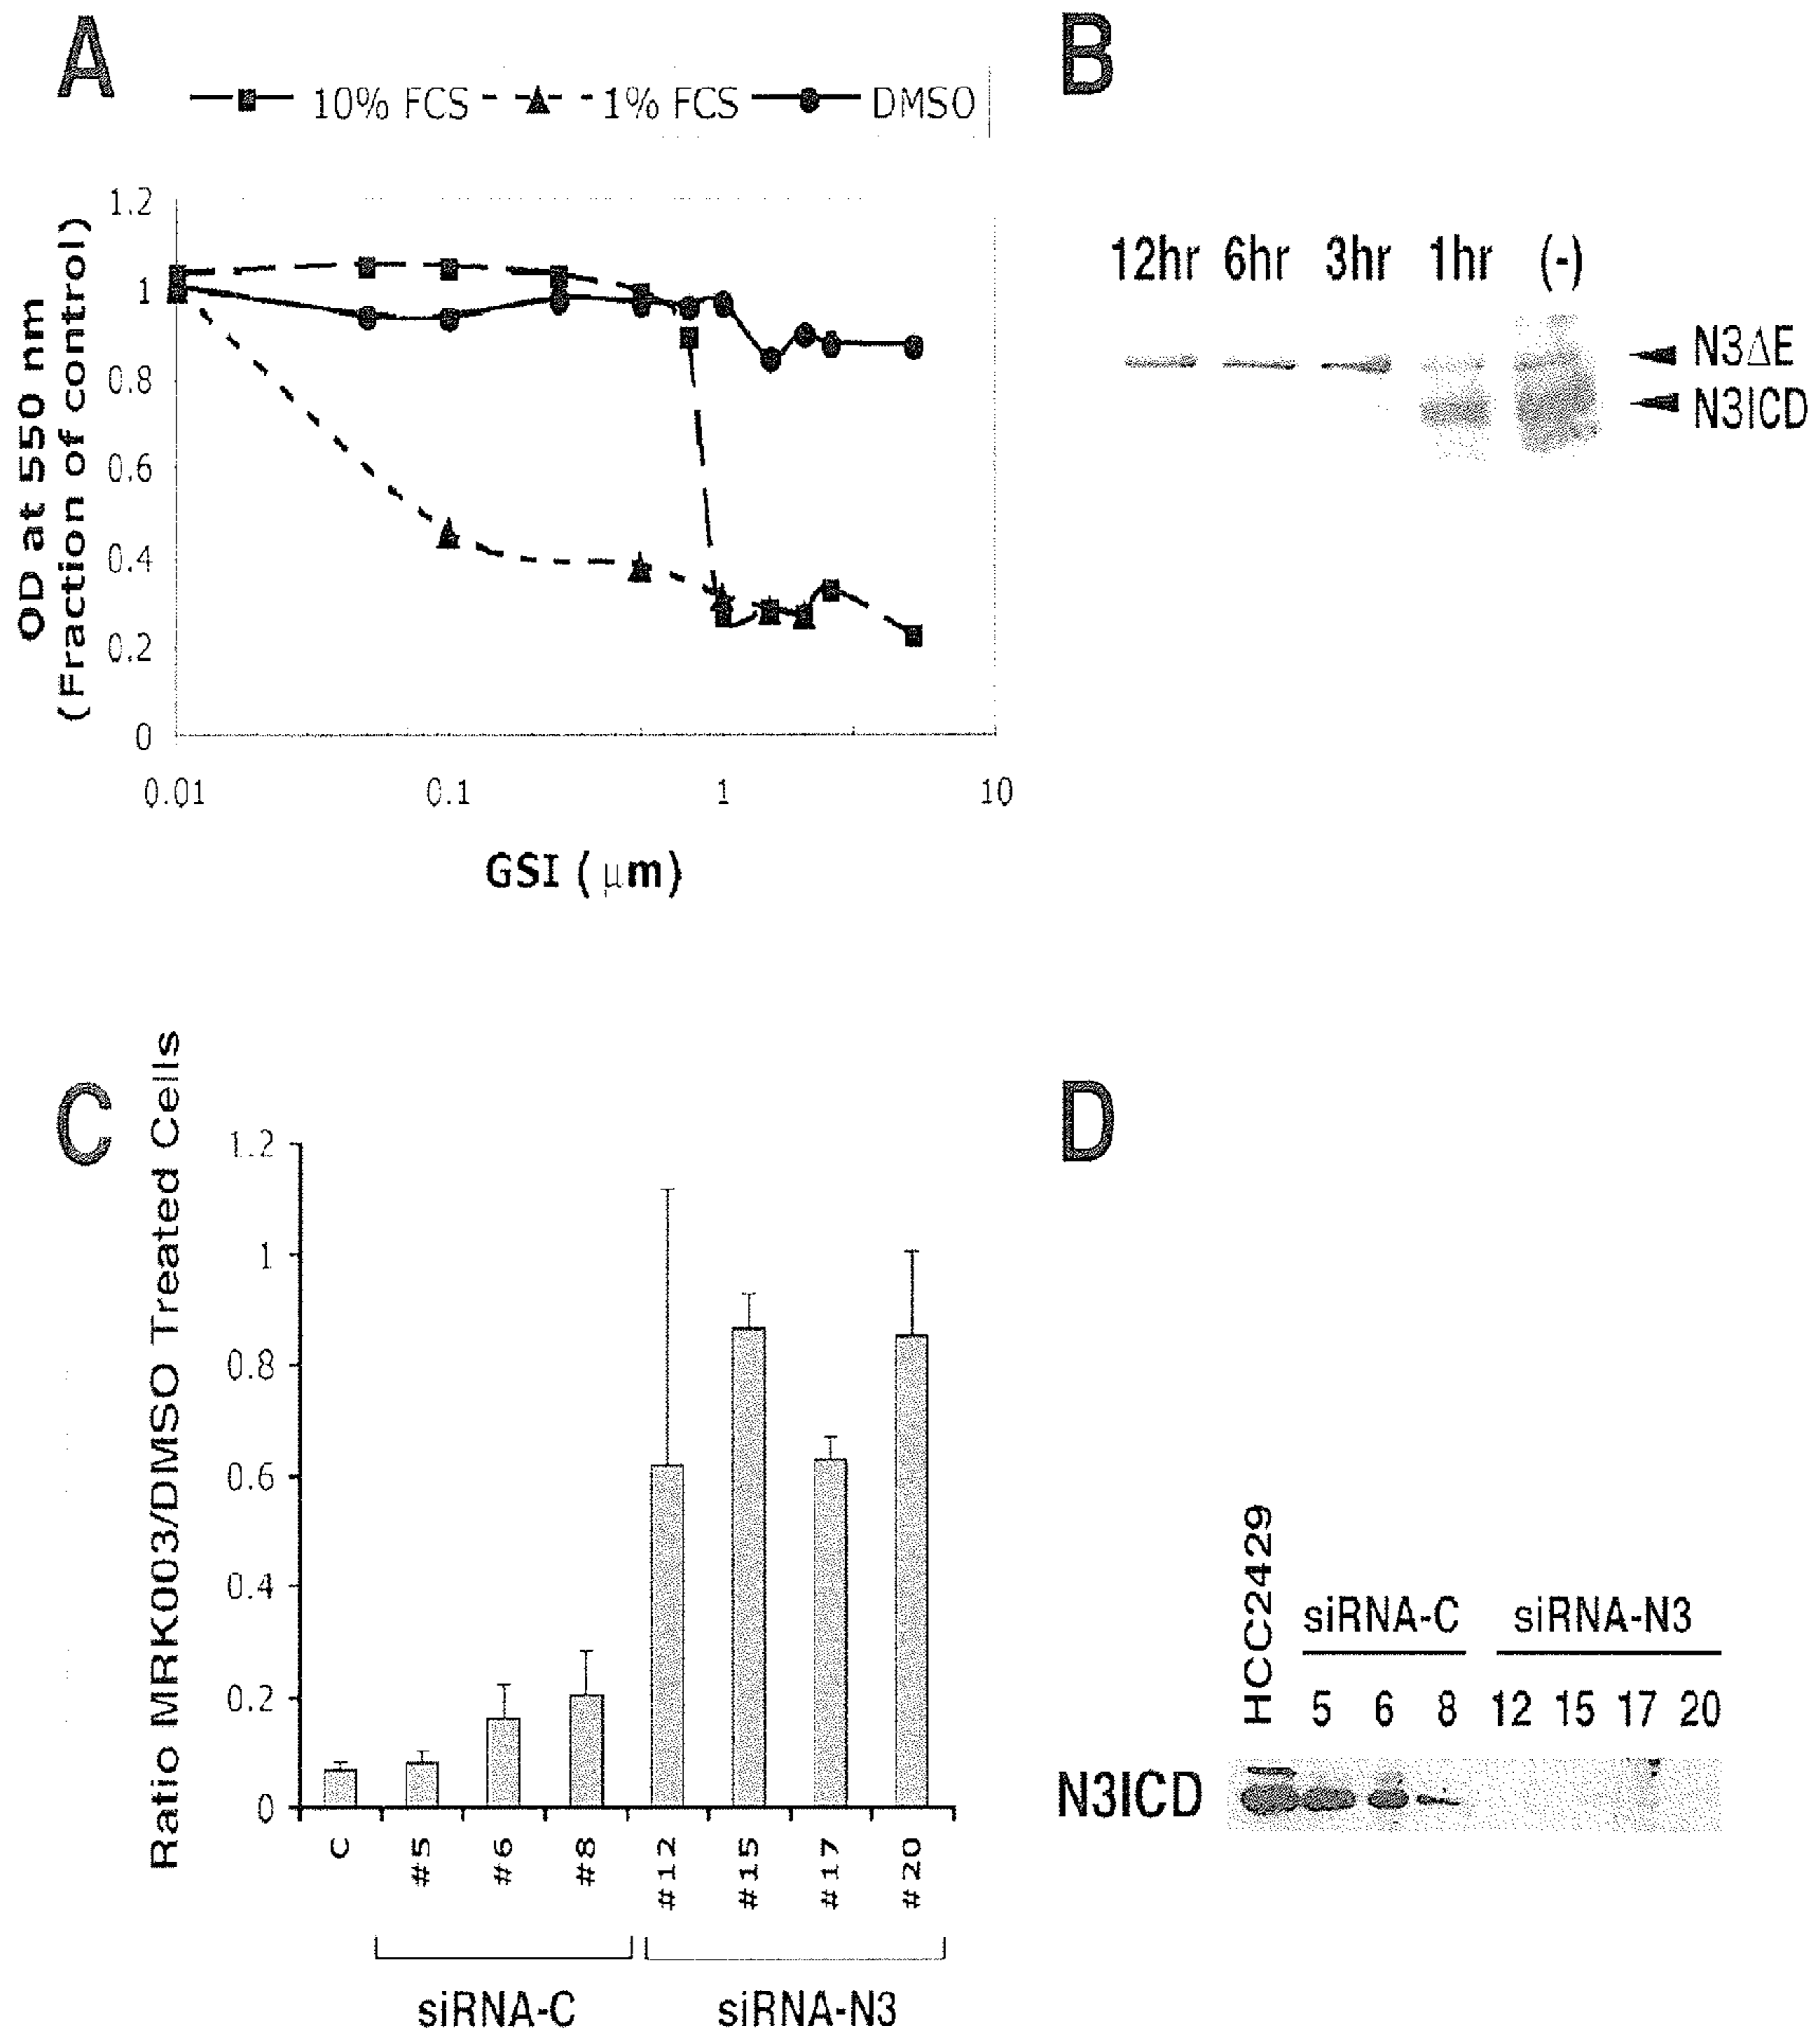 A
10% FCS 1% FCS DMSO
OD at 550 nm
(Fraction of control)
1.2
1
0.8
0.6
0.4
0.2
0
0.01 0.1 1 10
GSI (μm)
B
12hr 6hr 3hr 1hr (-)
N3ΔE
N3ICD
C
Ratio MRK003/DMSO Treated Cells
1.2
1
0.8
0.6
0.4
0.2
0
C #5 #6 #8 #12 #15 #17 #20
siRNA-C siRNA-N3
D
HCC2429
siRNA-C siRNA-N3
5 6 8 12 15 17 20
N3ICD